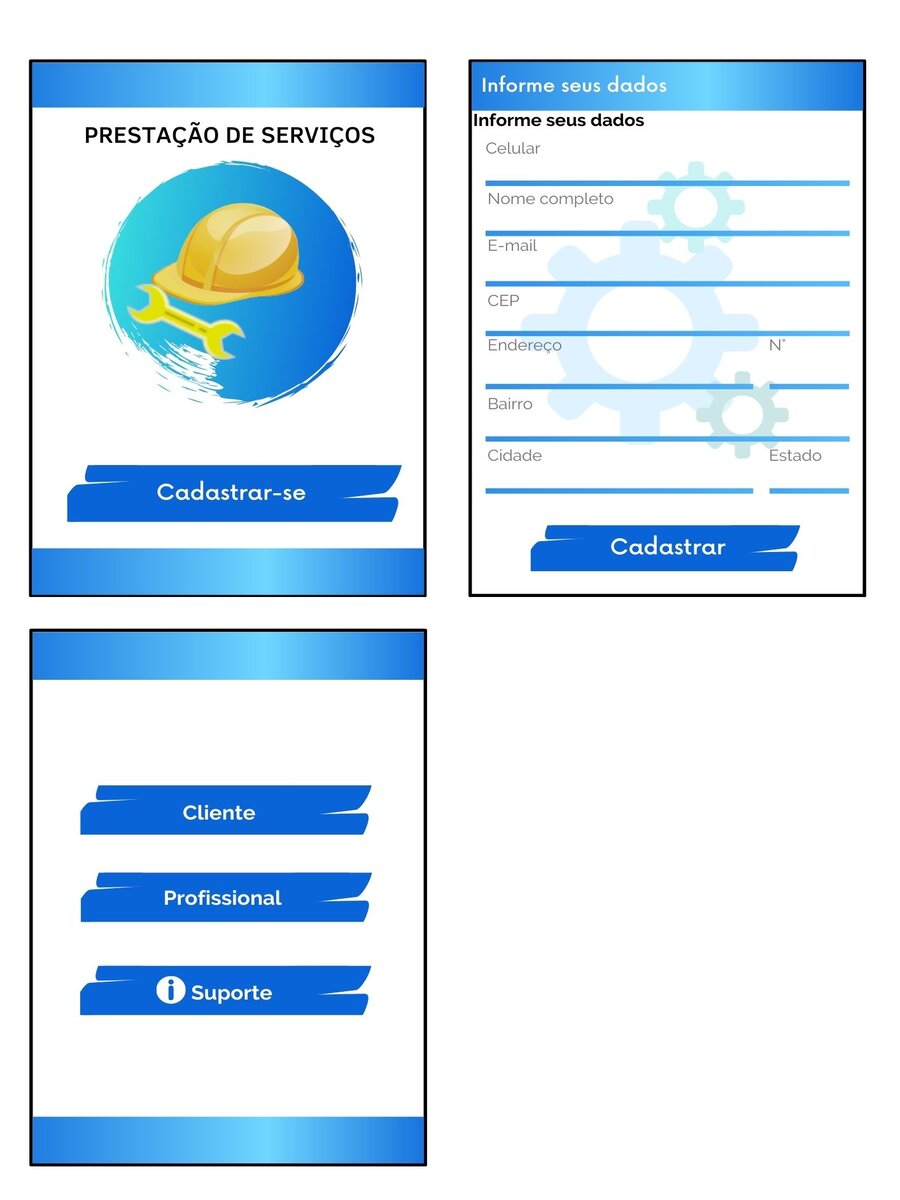 PRESTAÇÃO DE SERVIÇOS
Cadastrar-se
Informe seus dados
Informe seus dados
Celular
Nome completo
E-mail
CEP
Endereço N°
Bairro
Cidade Estado
Cadastrar
Cliente
Profissional
Suporte